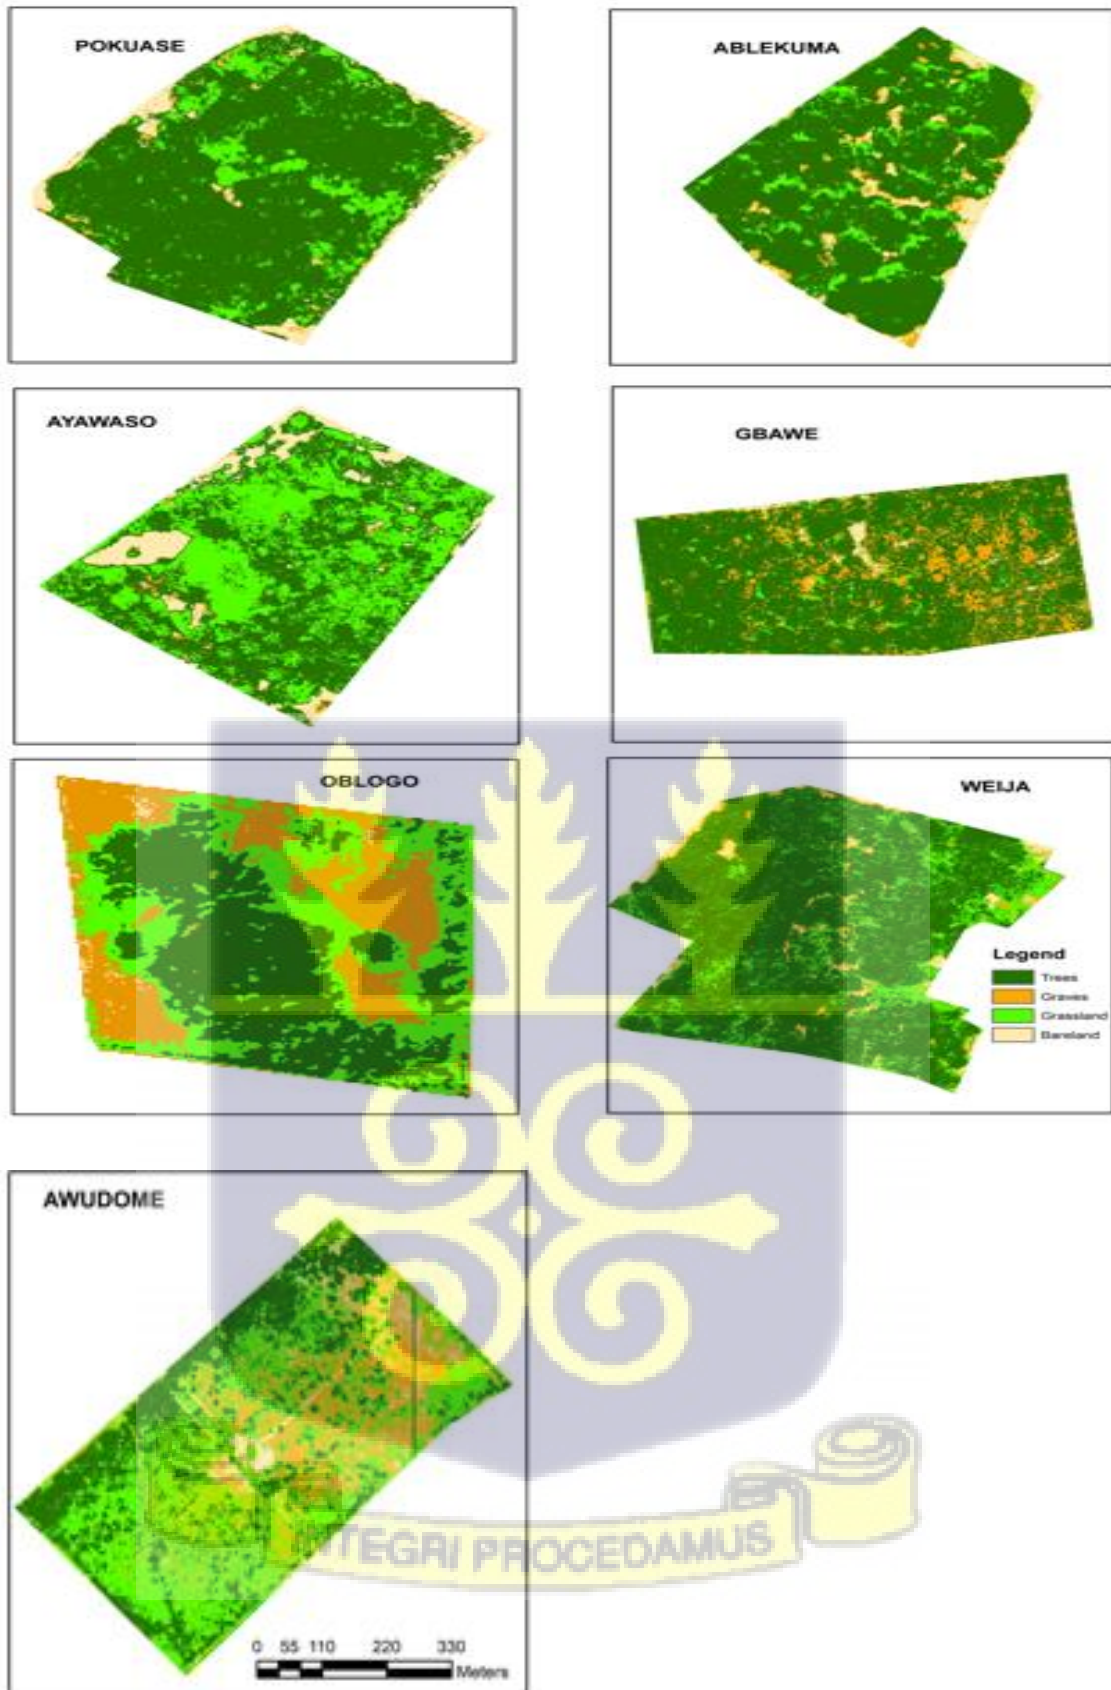 POKUASE
ABLEKUMA
AYAWASO
GBAWE
OBLOGO
WEIJA
Legend
Trees
Graves
Grassland
Bareland
AWUDOME
INTEGRI PROCEDAMUS
0 55 110 220 330
Meters